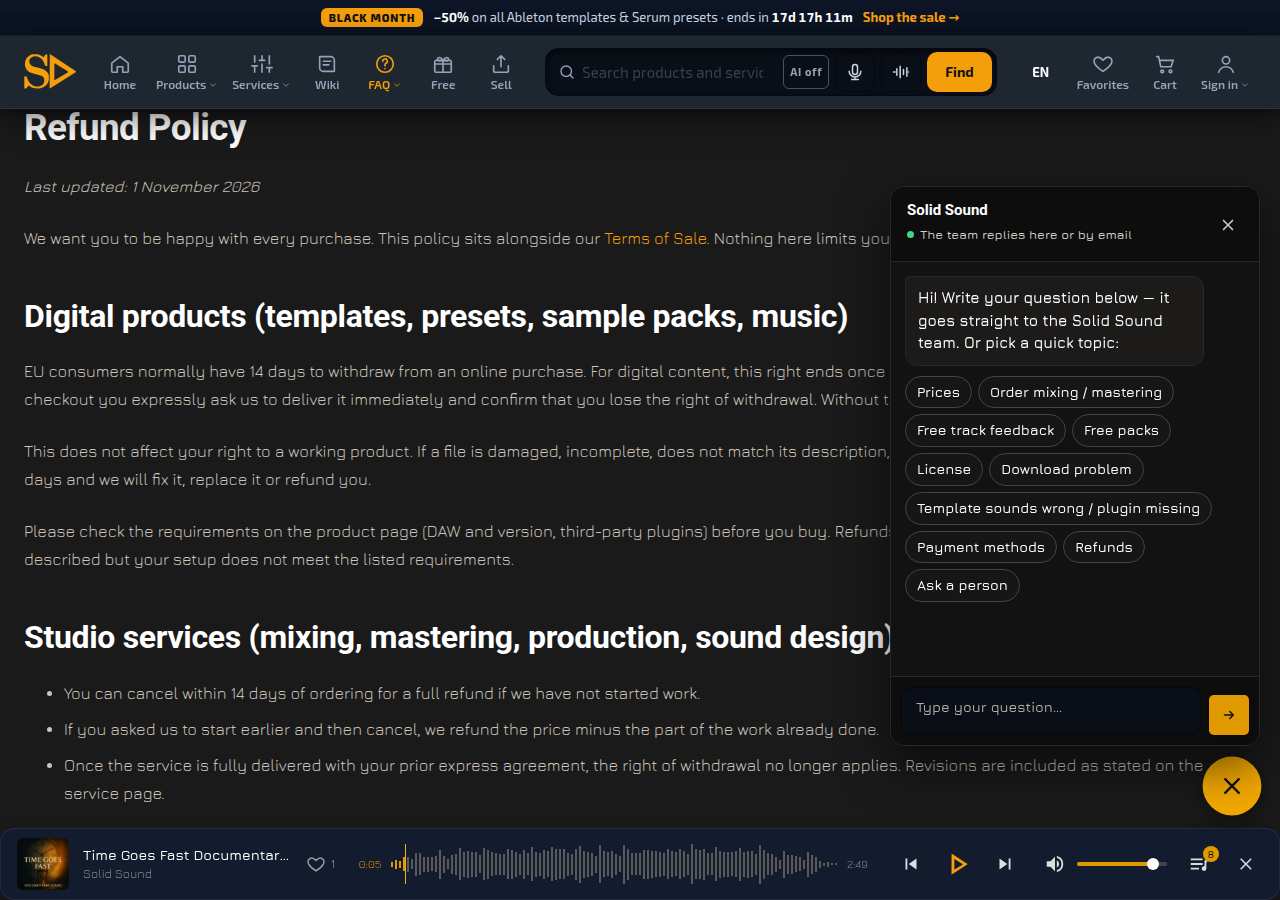 BLACK MONTH −50% on all Ableton templates & Serum presets · ends in 17d 17h 11m Shop the sale →
SD
Home
Products
Services
Wiki
FAQ
Free
Sell
Search products and servic
AI off
Find
EN
Favorites
Cart
Sign in
Refund Policy
Last updated: 1 November 2026
We want you to be happy with every purchase. This policy sits alongside our Terms of Sale. Nothing here limits you
Digital products (templates, presets, sample packs, music)
EU consumers normally have 14 days to withdraw from an online purchase. For digital content, this right ends once
checkout you expressly ask us to deliver it immediately and confirm that you lose the right of withdrawal. Without
This does not affect your right to a working product. If a file is damaged, incomplete, does not match its description,
days and we will fix it, replace it or refund you.
Please check the requirements on the product page (DAW and version, third-party plugins) before you buy. Refunds
described but your setup does not meet the listed requirements.
Studio services (mixing, mastering, production, sound design)
You can cancel within 14 days of ordering for a full refund if we have not started work.
If you asked us to start earlier and then cancel, we refund the price minus the part of the work already done.
Once the service is fully delivered with your prior express agreement, the right of withdrawal no longer applies. Revisions are included as stated on the
service page.
Solid Sound
The team replies here or by email
Hi! Write your question below — it
goes straight to the Solid Sound
team. Or pick a quick topic:
Prices
Order mixing / mastering
Free track feedback
Free packs
License
Download problem
Template sounds wrong / plugin missing
Payment methods
Refunds
Ask a person
Type your question...
TIME GOES
FAST
Time Goes Fast Documentar...
Solid Sound
1
0:05
2:49
8